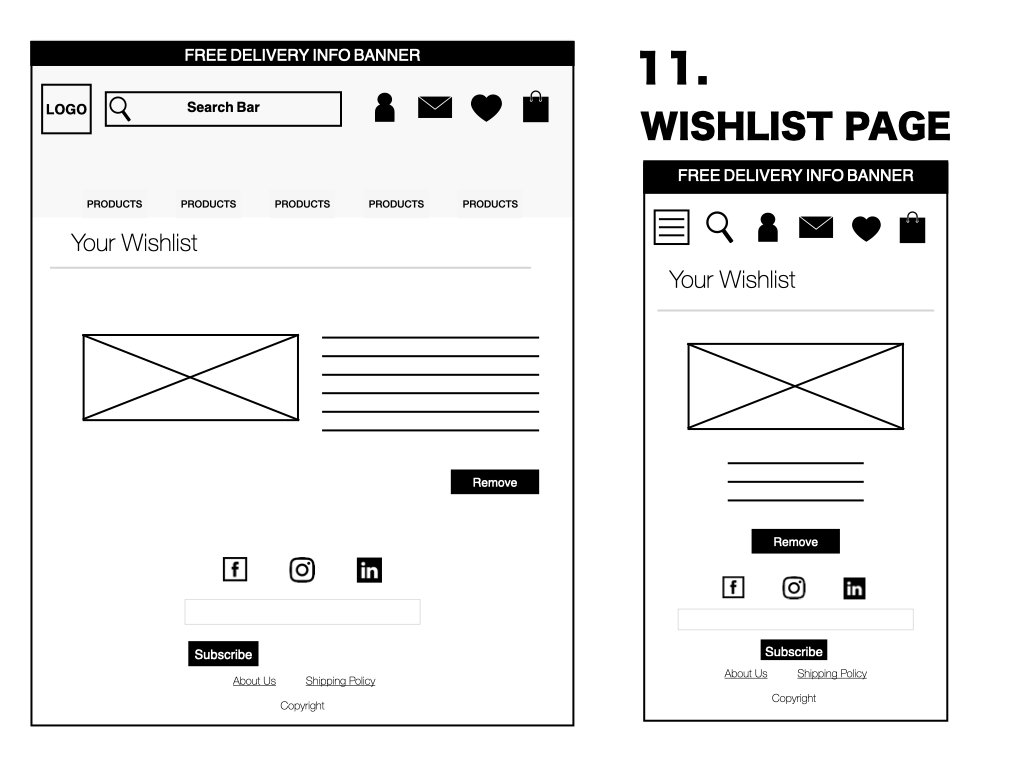 FREE DELIVERY INFO BANNER
LOGO
Search Bar
PRODUCTS PRODUCTS PRODUCTS PRODUCTS PRODUCTS
Your Wishlist
Remove
f
in
Subscribe
About Us Shipping Policy
Copyright
11.
WISHLIST PAGE
FREE DELIVERY INFO BANNER
Your Wishlist
Remove
f
in
Subscribe
About Us Shipping Policy
Copyright